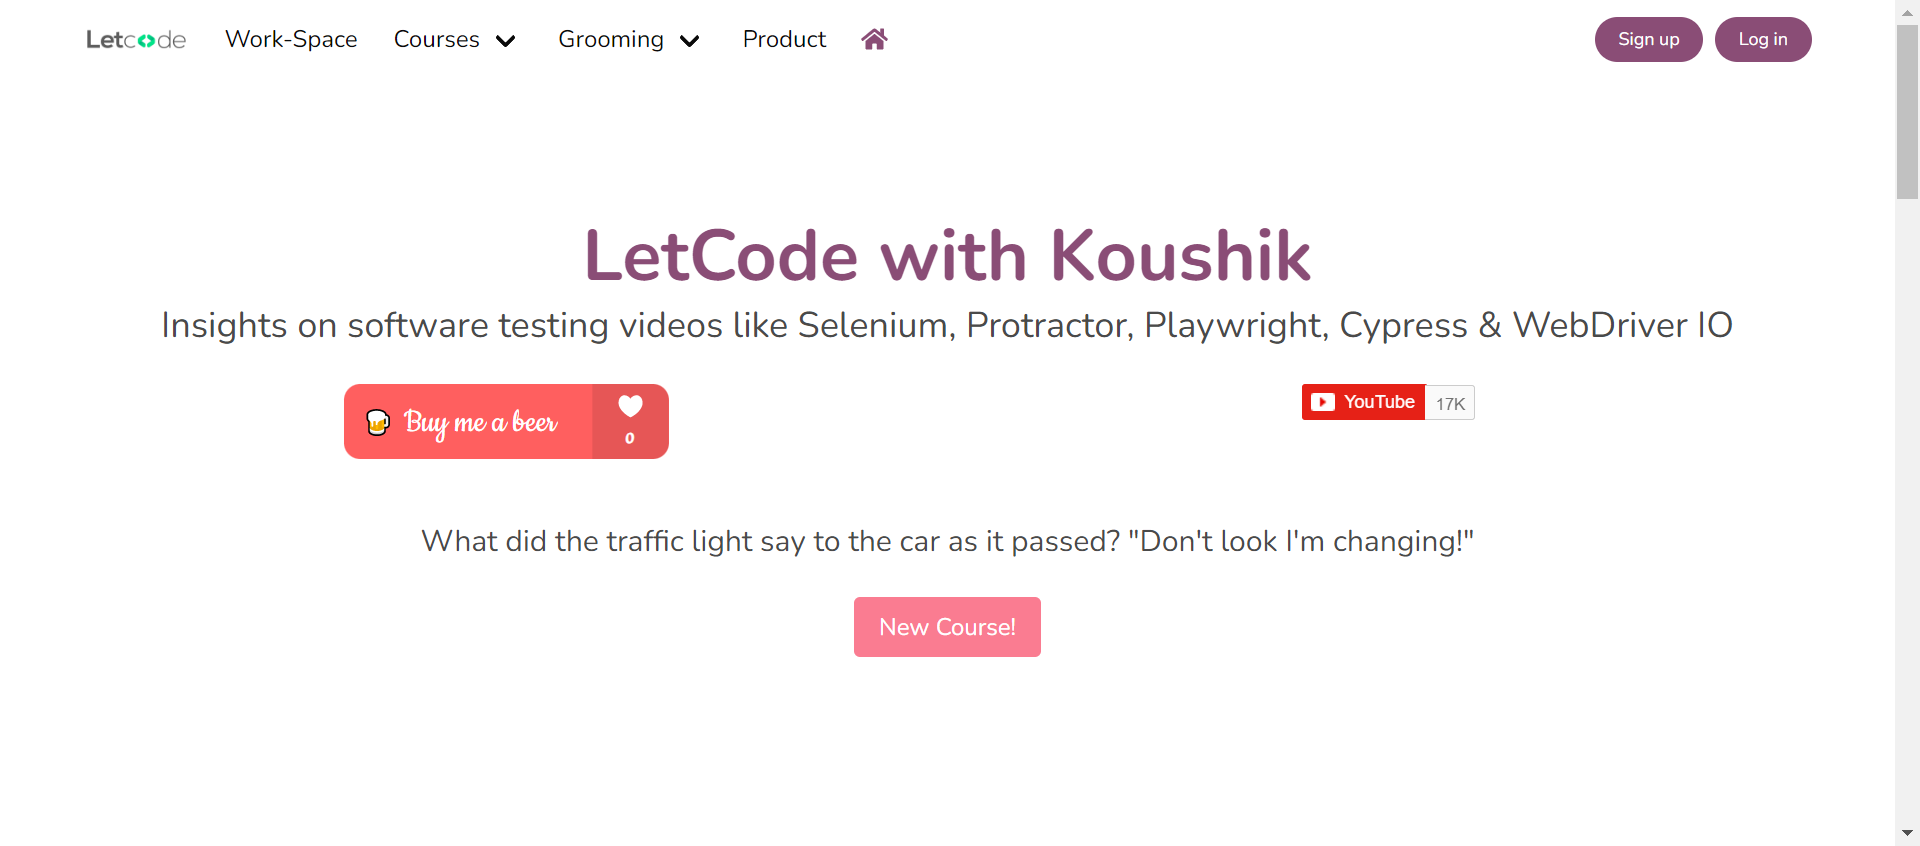 Letcode Work-Space Courses Grooming Product Sign up Log in
LetCode with Koushik
Insights on software testing videos like Selenium, Protractor, Playwright, Cypress & WebDriver IO
Buy me a beer 0
YouTube 17K
What did the traffic light say to the car as it passed? "Don't look I'm changing!"
New Course!